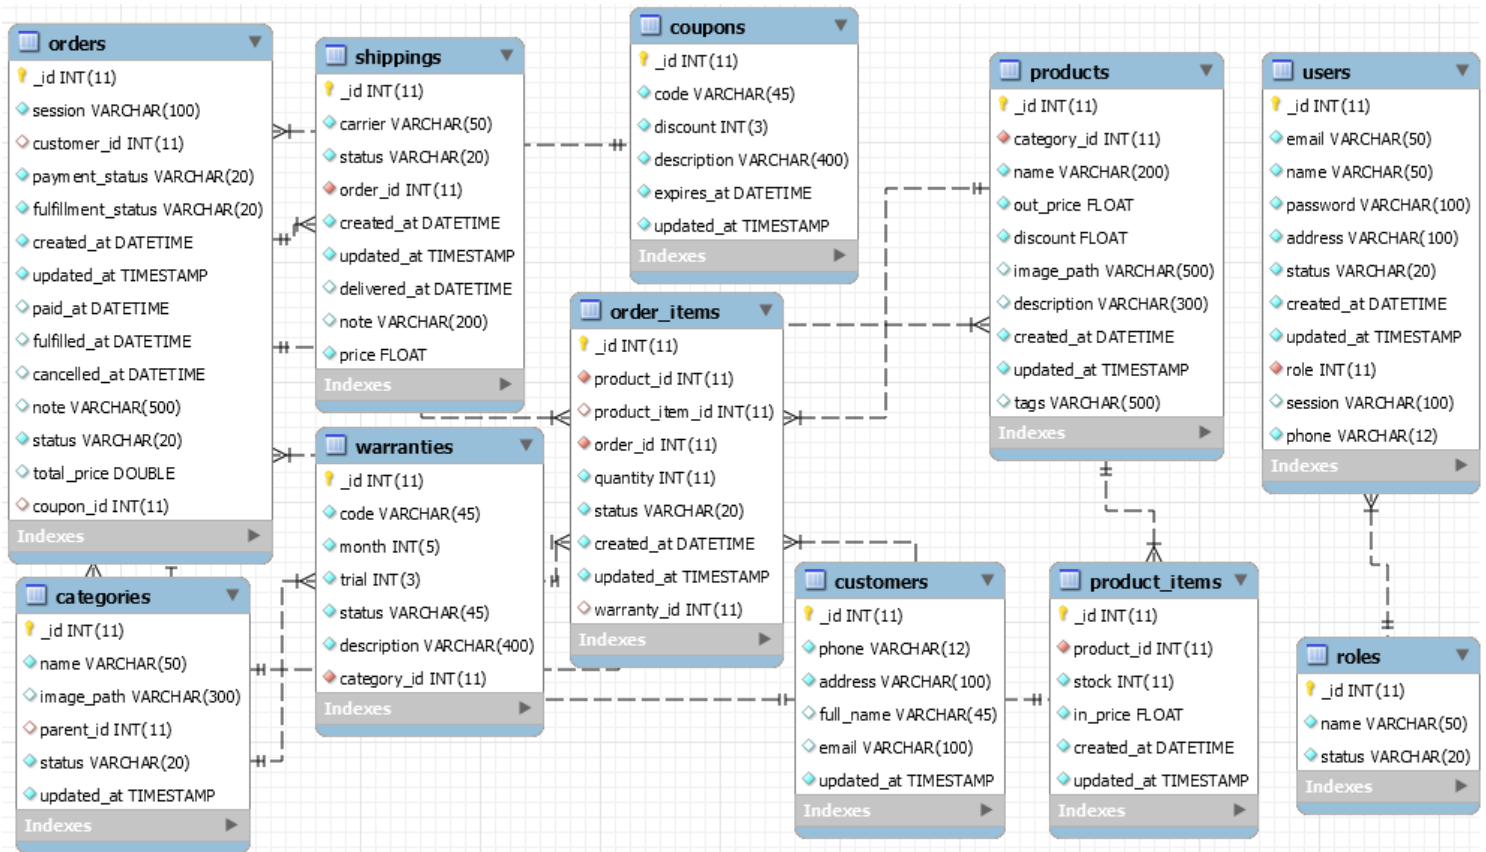 orders
_id INT(11)
session VARCHAR(100)
customer_id INT(11)
payment_status VARCHAR(20)
fulfillment_status VARCHAR(20)
created_at DATETIME
updated_at TIMESTAMP
paid_at DATETIME
fulfilled_at DATETIME
cancelled_at DATETIME
note VARCHAR(500)
status VARCHAR(20)
total_price DOUBLE
coupon_id INT(11)
Indexes
categories
_id INT(11)
name VARCHAR(50)
image_path VARCHAR(300)
parent_id INT(11)
status VARCHAR(20)
updated_at TIMESTAMP
Indexes
shippings
_id INT(11)
carrier VARCHAR(50)
status VARCHAR(20)
order_id INT(11)
created_at DATETIME
updated_at TIMESTAMP
delivered_at DATETIME
note VARCHAR(200)
price FLOAT
Indexes
warranties
_id INT(11)
code VARCHAR(45)
month INT(5)
trial INT(3)
status VARCHAR(45)
description VARCHAR(400)
category_id INT(11)
Indexes
coupons
_id INT(11)
code VARCHAR(45)
discount INT(3)
description VARCHAR(400)
expires_at DATETIME
updated_at TIMESTAMP
Indexes
order_items
_id INT(11)
product_id INT(11)
product_item_id INT(11)
order_id INT(11)
quantity INT(11)
status VARCHAR(20)
created_at DATETIME
updated_at TIMESTAMP
warranty_id INT(11)
Indexes
customers
_id INT(11)
phone VARCHAR(12)
address VARCHAR(100)
full_name VARCHAR(45)
email VARCHAR(100)
updated_at TIMESTAMP
Indexes
products
_id INT(11)
category_id INT(11)
name VARCHAR(200)
out_price FLOAT
discount FLOAT
image_path VARCHAR(500)
description VARCHAR(300)
created_at DATETIME
updated_at TIMESTAMP
tags VARCHAR(500)
Indexes
product_items
_id INT(11)
product_id INT(11)
stock INT(11)
in_price FLOAT
created_at DATETIME
updated_at TIMESTAMP
Indexes
users
_id INT(11)
email VARCHAR(50)
name VARCHAR(50)
password VARCHAR(100)
address VARCHAR(100)
status VARCHAR(20)
created_at DATETIME
updated_at TIMESTAMP
role INT(11)
session VARCHAR(100)
phone VARCHAR(12)
Indexes
roles
_id INT(11)
name VARCHAR(50)
status VARCHAR(20)
Indexes